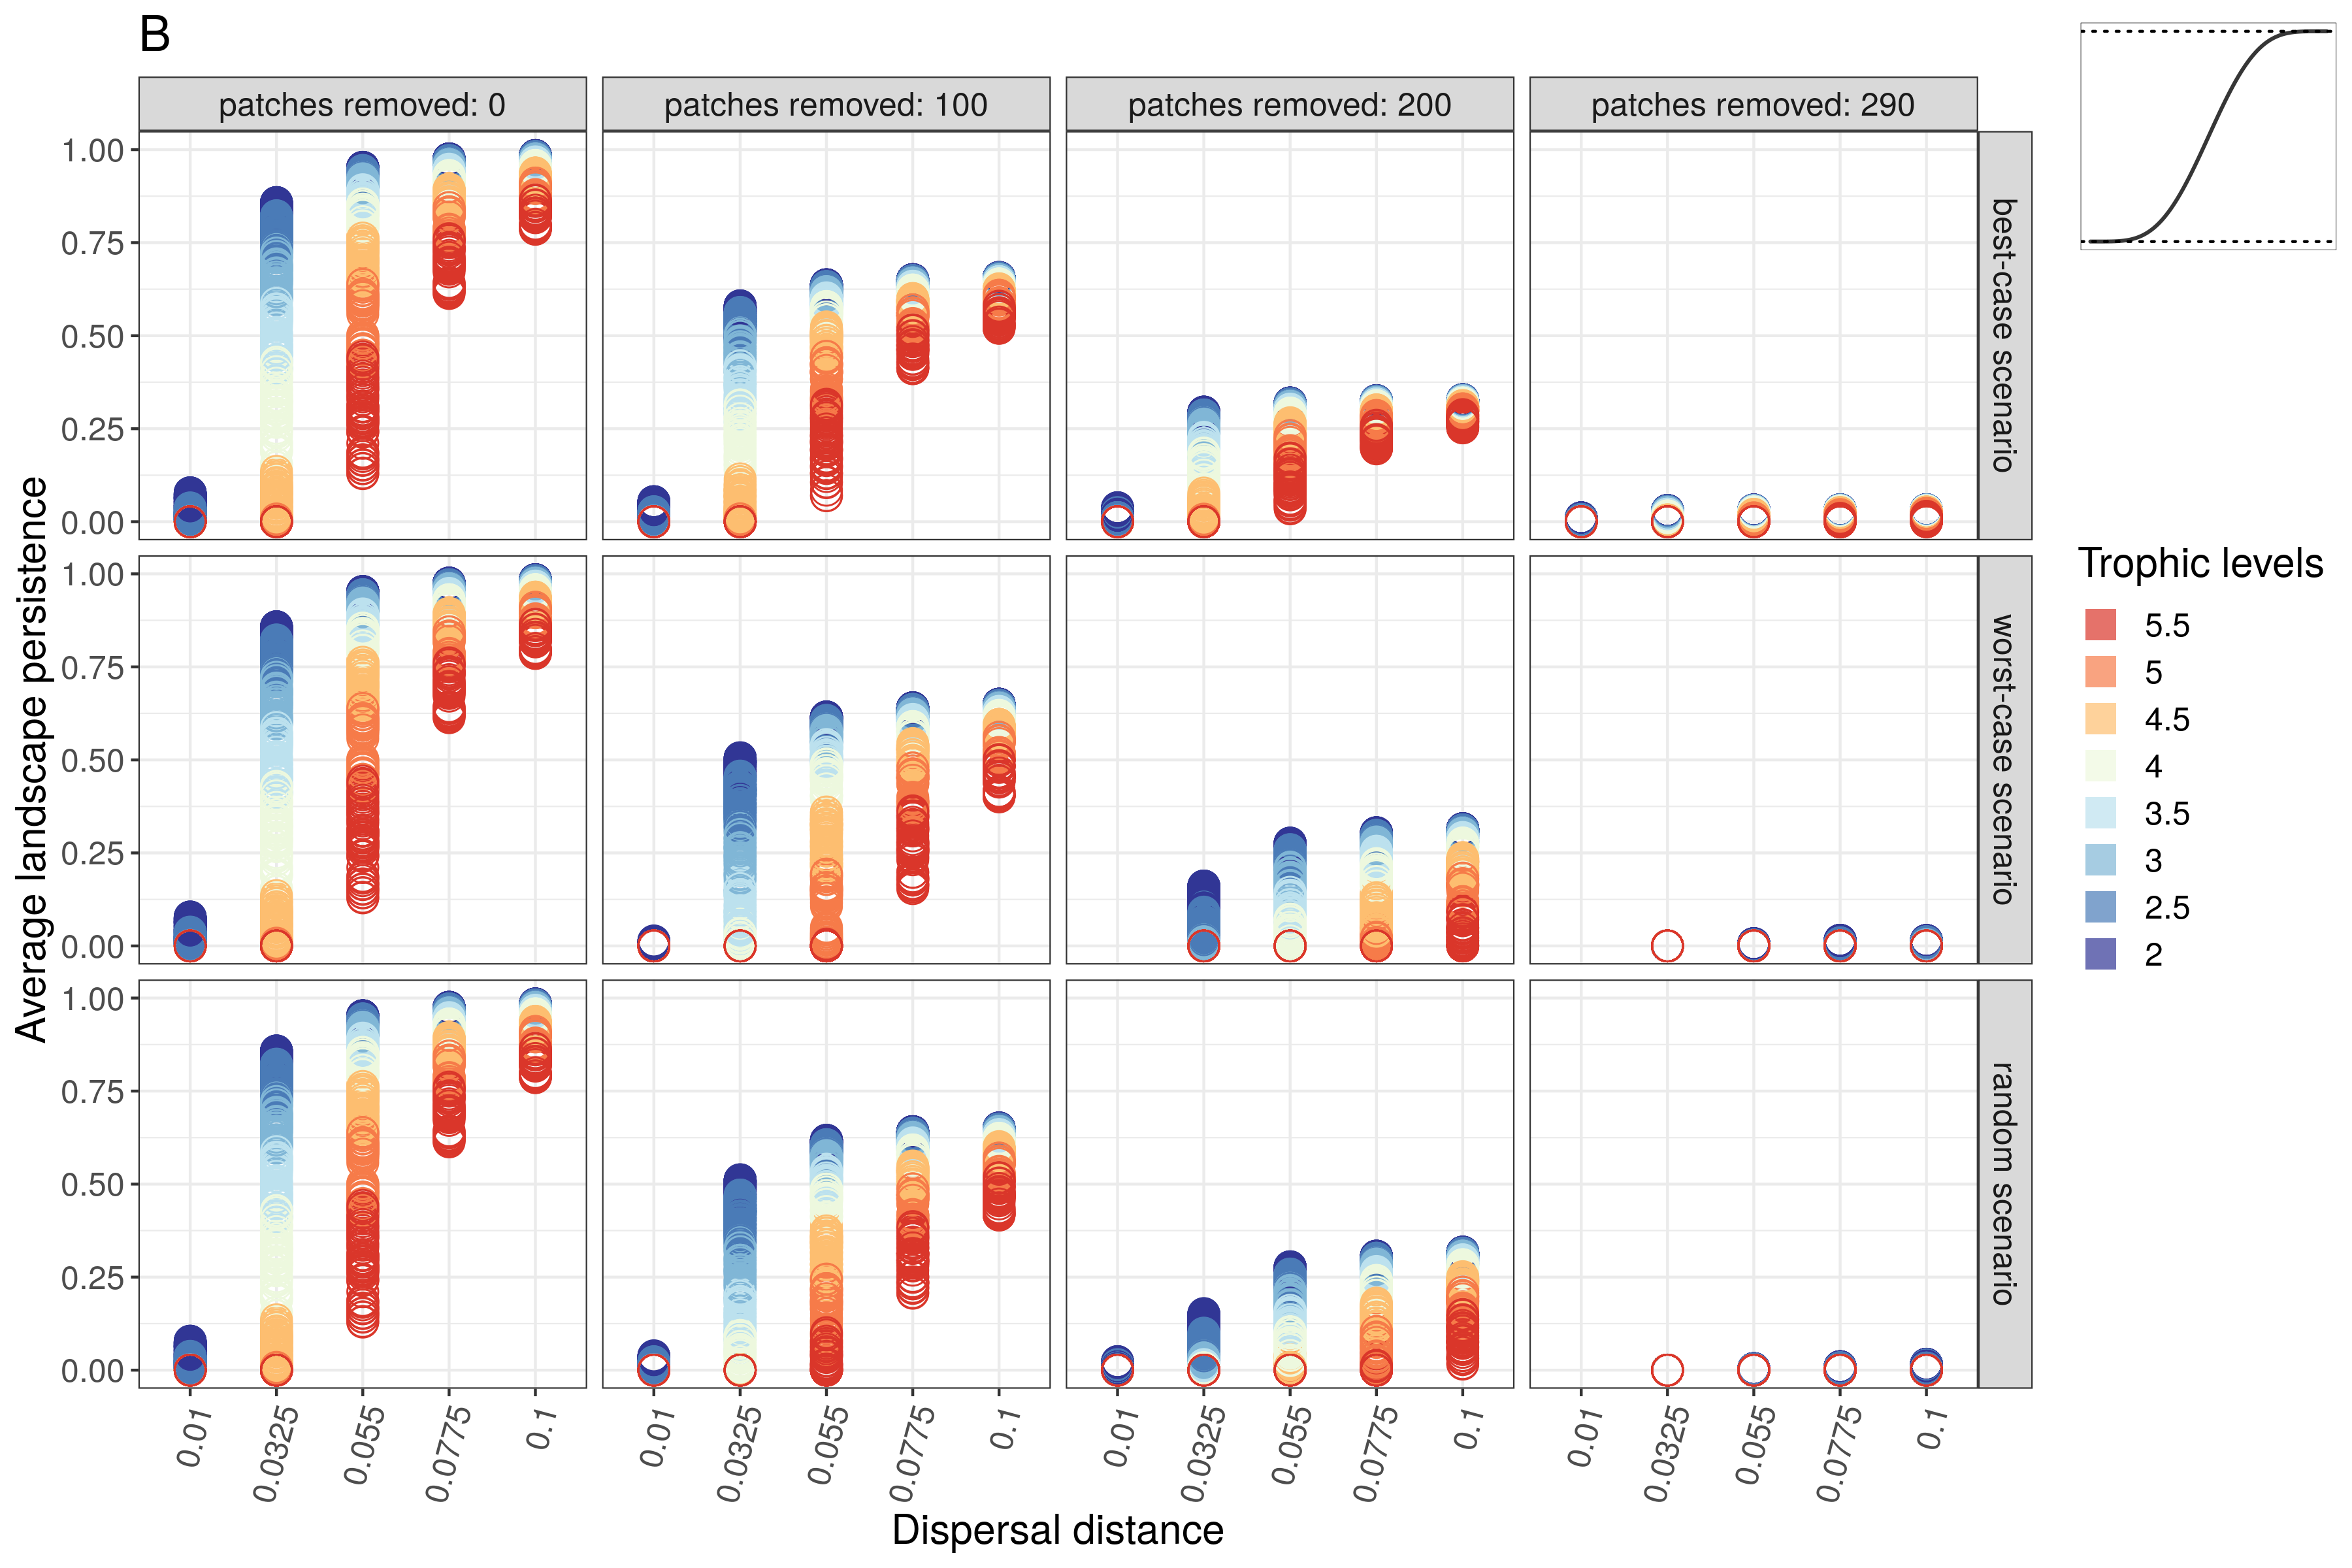 B
patches removed: 0
patches removed: 100
patches removed: 200
patches removed: 290
Average landscape persistence
1.00
0.75
0.50
0.25
0.00
best-case scenario
1.00
0.75
0.50
0.25
0.00
worst-case scenario
1.00
0.75
0.50
0.25
0.00
random scenario
0.01 0.0325 0.055 0.0775 0.1
0.01 0.0325 0.055 0.0775 0.1
0.01 0.0325 0.055 0.0775 0.1
0.01 0.0325 0.055 0.0775 0.1
Dispersal distance
Trophic levels
5.5
5
4.5
4
3.5
3
2.5
2